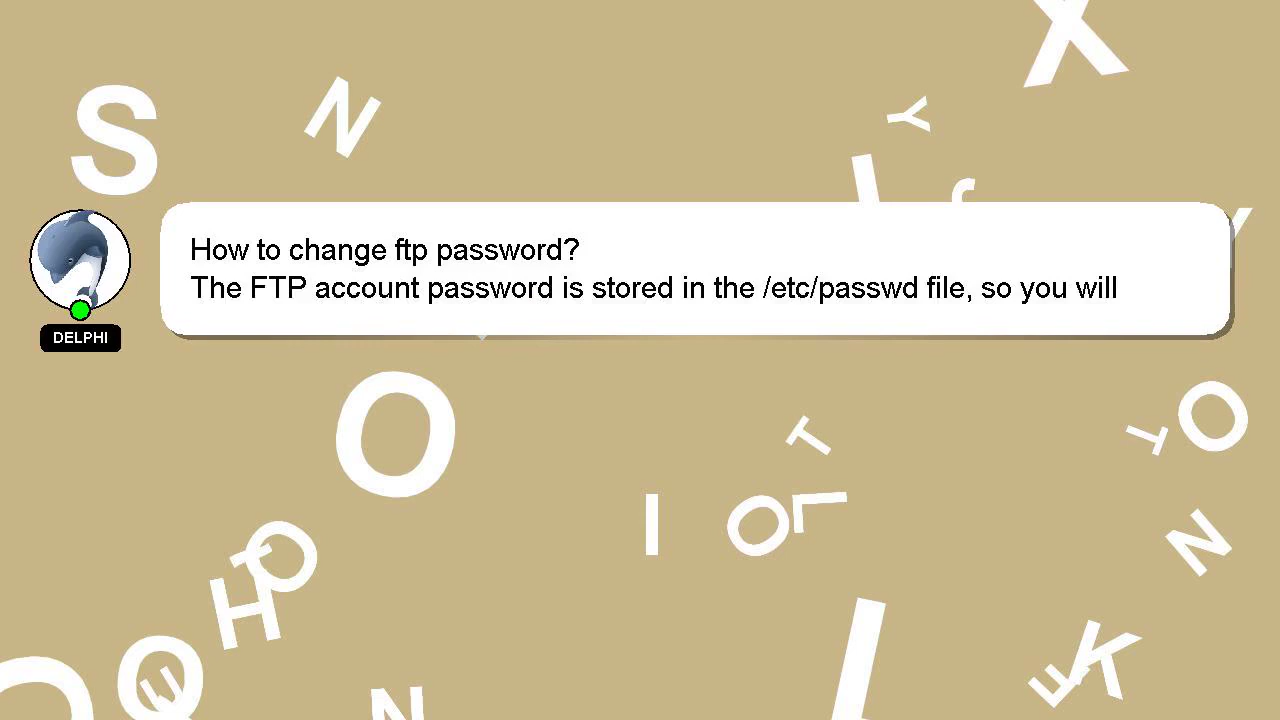 How to change ftp password?
The FTP account password is stored in the /etc/passwd file, so you will
DELPHI
S
N
X
Y
O
T
O
T
I
O
L
N
O
T
H
O
K
N